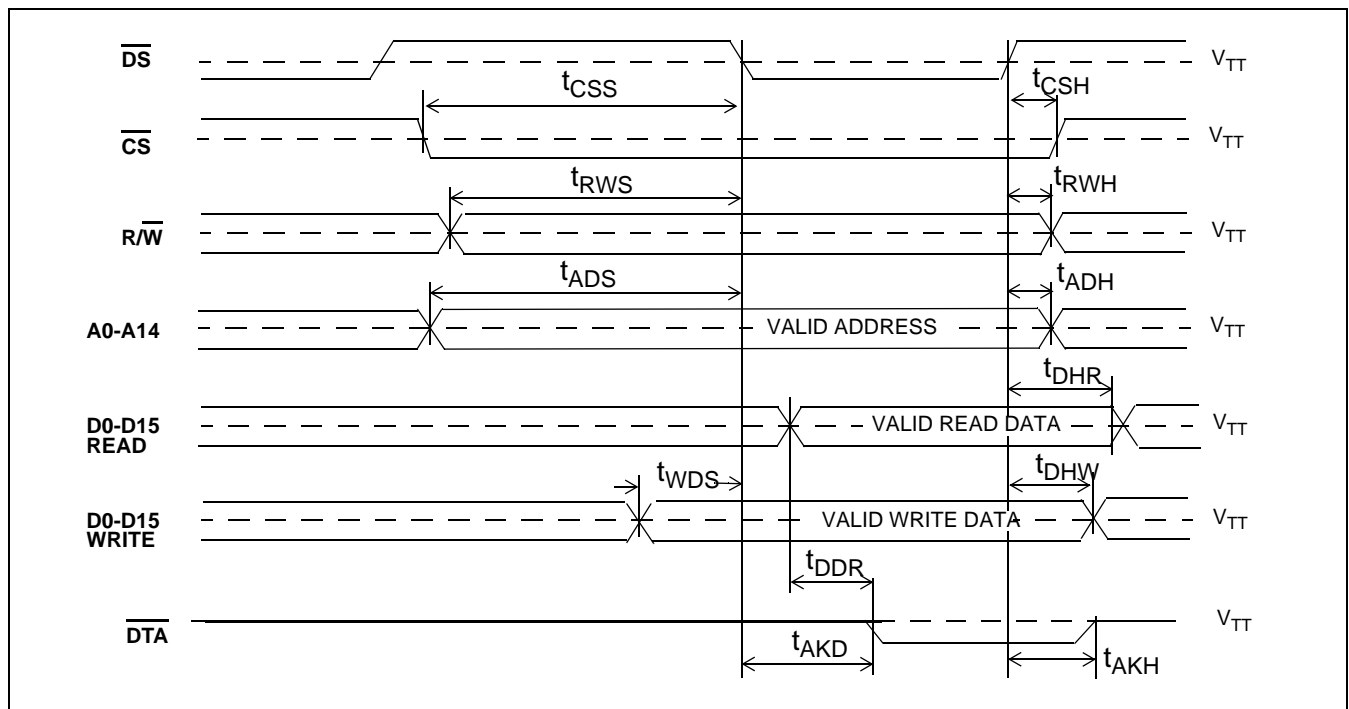 DS
VTT
tCSS
tCSH
CS
VTT
tRWS
tRWH
R/W
VTT
tADS
tADH
A0-A14
VALID ADDRESS
VTT
tDHR
D0-D15
READ
VALID READ DATA
VTT
tWDS
tDHW
D0-D15
WRITE
VALID WRITE DATA
VTT
tDDR
DTA
VTT
tAKD
tAKH